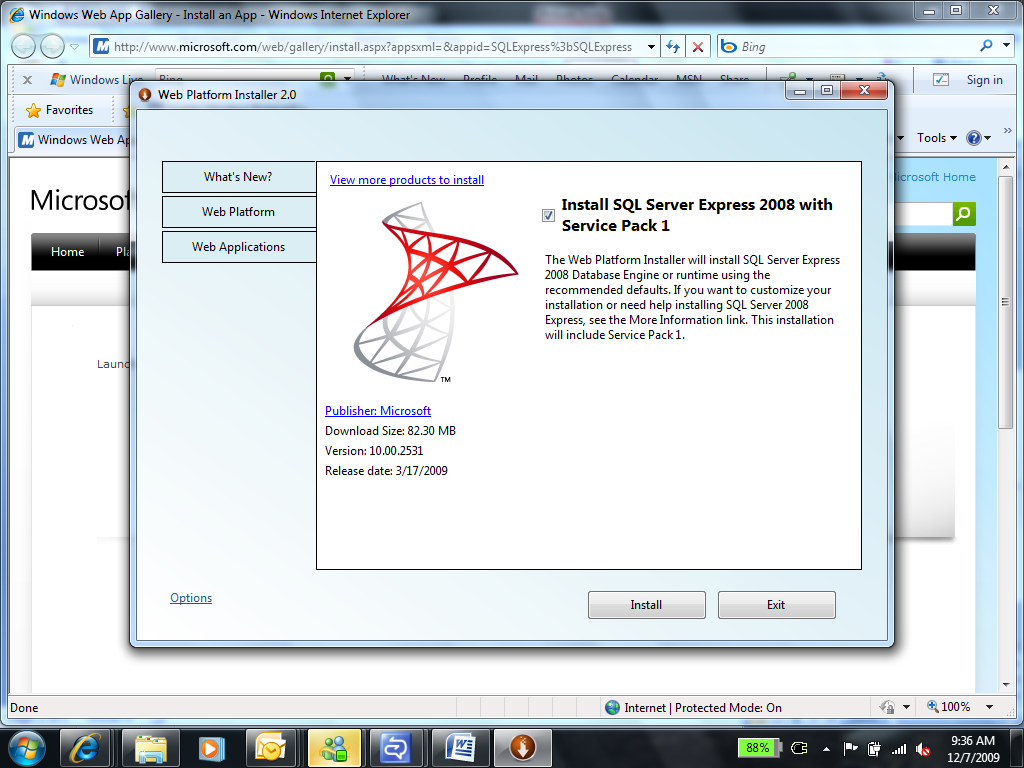 Windows Web App Gallery - Install an App - Windows Internet Explorer
http://www.microsoft.com/web/gallery/install.aspx?appsxml=&appid=SQLExpress%3bSQLExpress
Bing
Windows Live
Bing
What's New
Profile
Mail
Photos
Calendar
MSN
Share
Sign in
Favorites
Windows Web Ap
Tools
Web Platform Installer 2.0
What's New?
Web Platform
Web Applications
View more products to install
Install SQL Server Express 2008 with
Service Pack 1
The Web Platform Installer will install SQL Server Express
2008 Database Engine or runtime using the
recommended defaults. If you want to customize your
installation or need help installing SQL Server 2008
Express, see the More Information link. This installation
will include Service Pack 1.
TM
Publisher: Microsoft
Download Size: 82.30 MB
Version: 10.00.2531
Release date: 3/17/2009
Options
Install
Exit
Microsof
icrosoft Home
Home
Pla
Launc
Done
Internet | Protected Mode: On
100%
88%
9:36 AM
12/7/2009